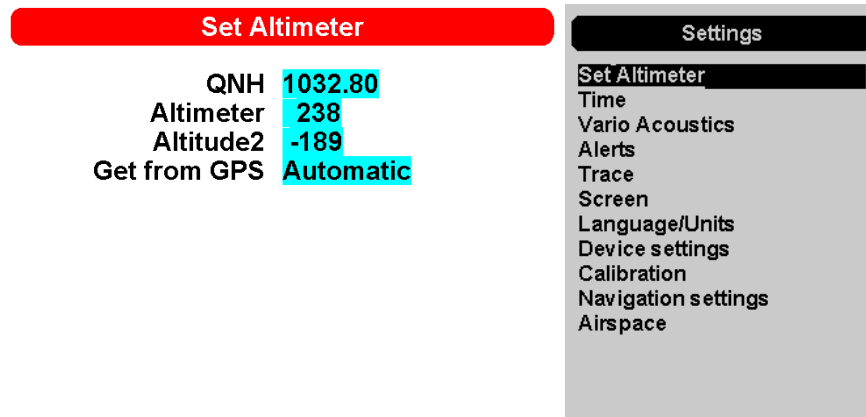 Set Altimeter
QNH 1032.80
Altimeter 238
Altitude2 -189
Get from GPS Automatic
Settings
Set Altimeter
Time
Vario Acoustics
Alerts
Trace
Screen
Language/Units
Device settings
Calibration
Navigation settings
Airspace